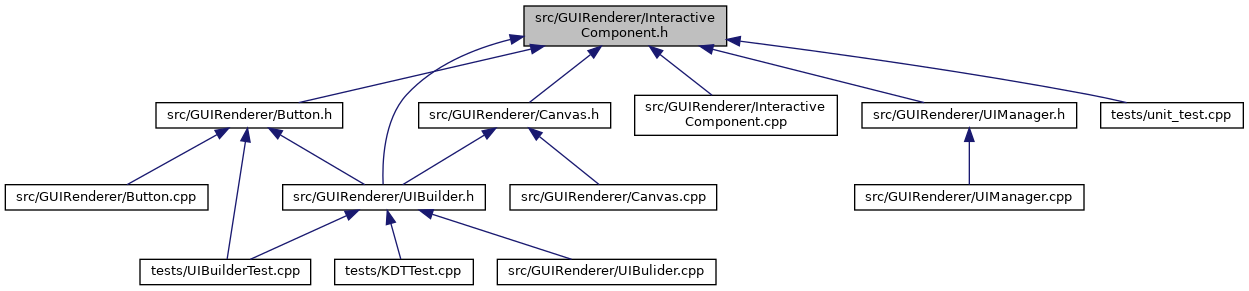 src/GUIRenderer/Interactive
Component.h
src/GUIRenderer/Button.h
src/GUIRenderer/Canvas.h
src/GUIRenderer/Interactive
Component.cpp
src/GUIRenderer/UIManager.h
tests/unit_test.cpp
src/GUIRenderer/Button.cpp
src/GUIRenderer/UIBuilder.h
src/GUIRenderer/Canvas.cpp
src/GUIRenderer/UIManager.cpp
tests/UIBuilderTest.cpp
tests/KDTTest.cpp
src/GUIRenderer/UIBulider.cpp